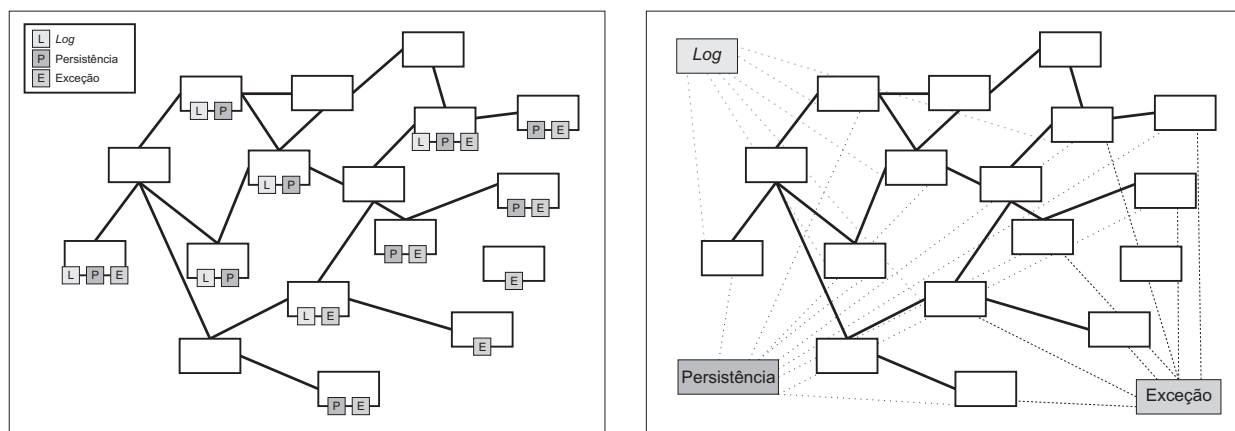 L Log
P Persistência
E Exceção
L P
L P E
P E
L P
P E
L P E
L P
P E
E
L E
E
P E
Log
Persistência
Exceção